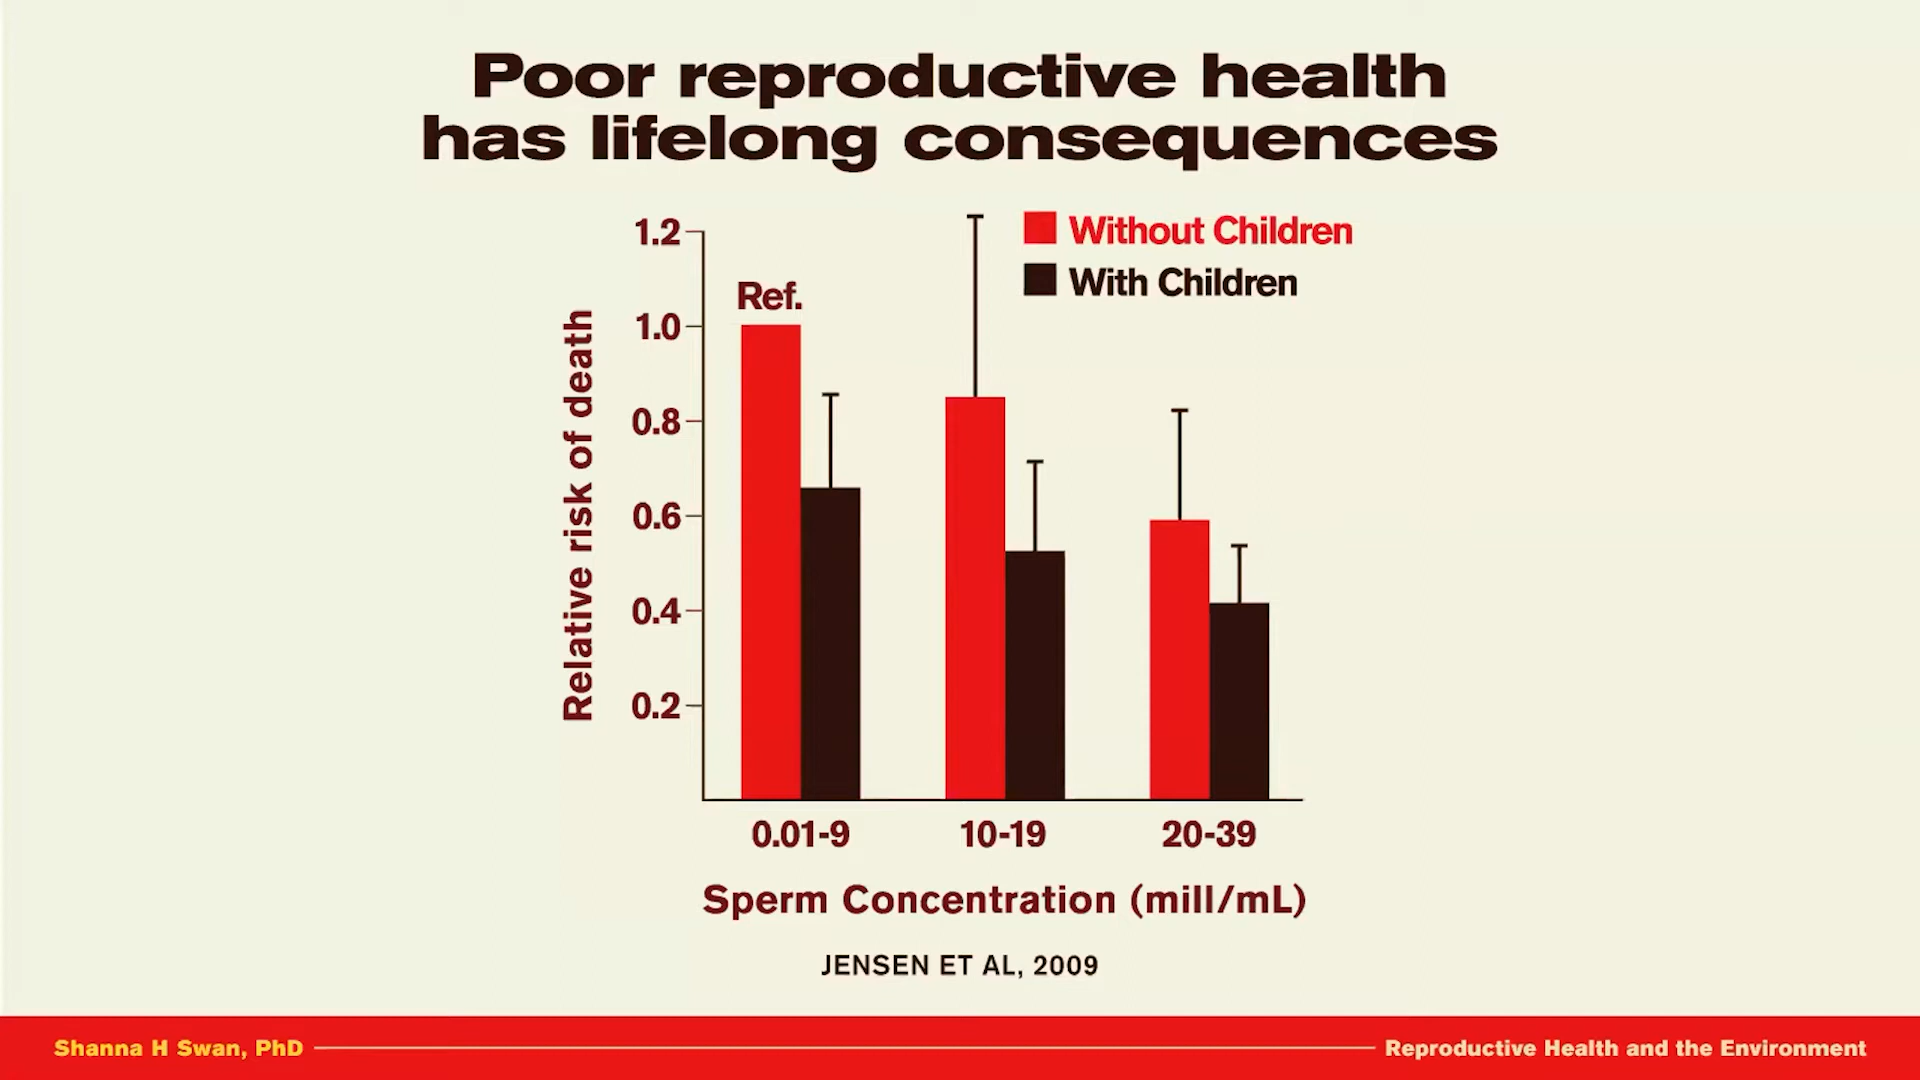 Poor reproductive health
has lifelong consequences
Without Children
With Children
Relative risk of death
1.2
1.0
0.8
0.6
0.4
0.2
Ref.
0.01-9
10-19
20-39
Sperm Concentration (mill/mL)
JENSEN ET AL, 2009
Shanna H Swan, PhD
Reproductive Health and the Environment